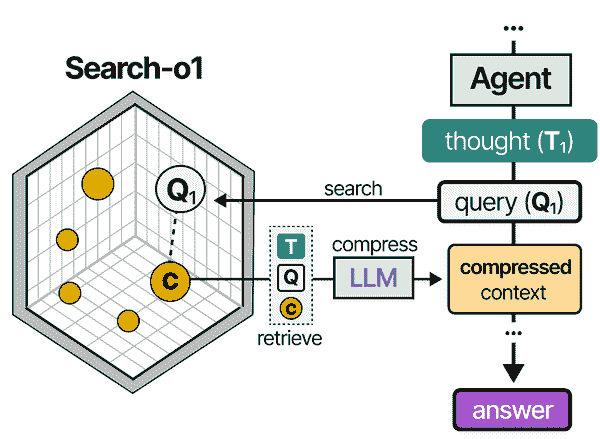 ...
Search-o1
Agent
thought (T₁)
Q₁
search
query (Q₁)
T
compress
Q
LLM
compressed
context
C
C
retrieve
...
answer